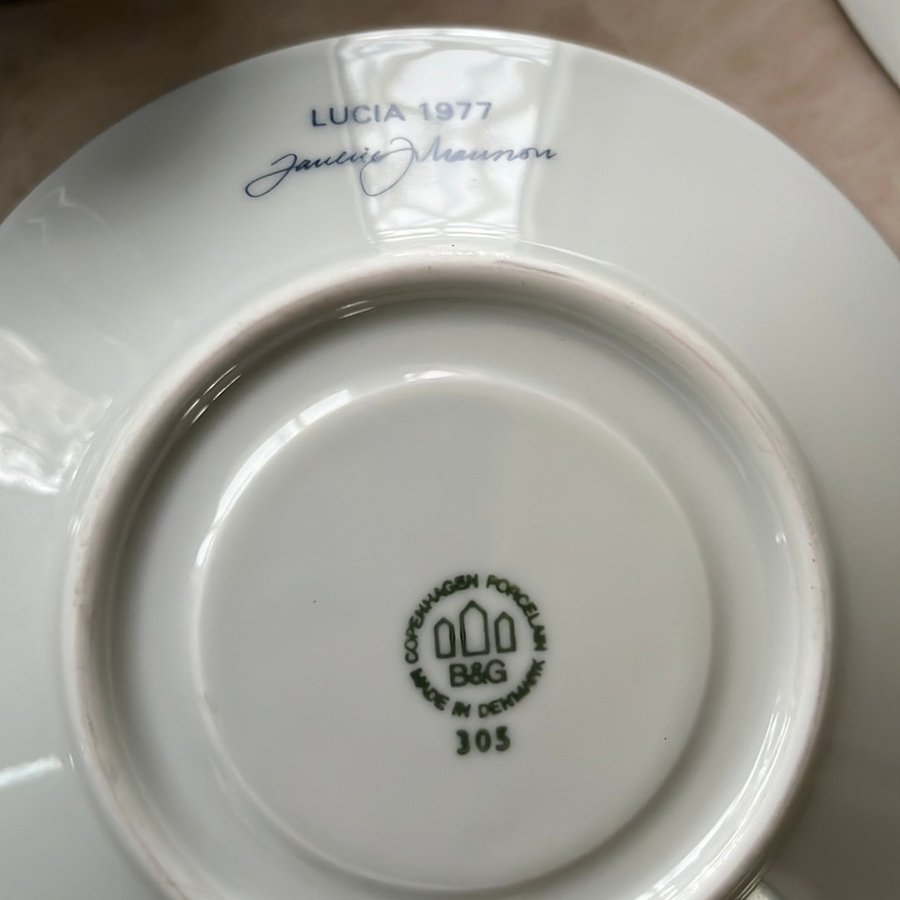 LUCIA 1977
COPENHAGEN PORCELAIN
B&G
MADE IN DENMARK
305